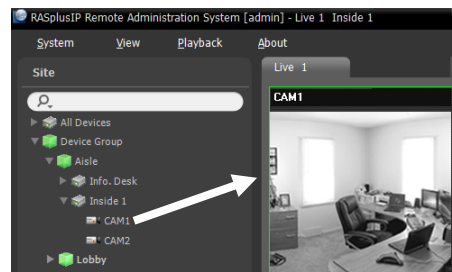 RASplusIP Remote Administration System [admin] - Live 1 Inside 1
System View Playback About
Site
Live 1
CAM1
All Devices
Device Group
Aisle
Info. Desk
Inside 1
CAM1
CAM2
Lobby